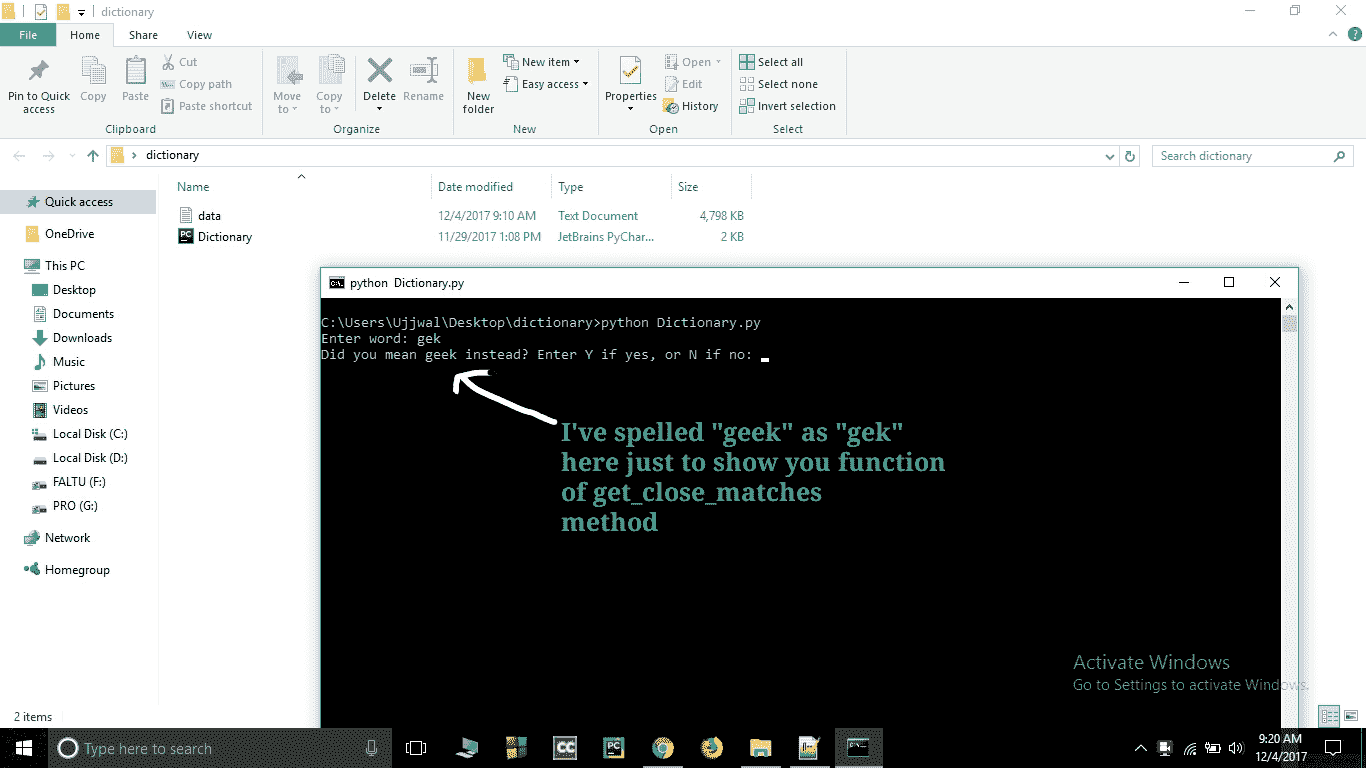 dictionary
File Home Share View
Pin to Quick access
Copy
Paste
Cut
Copy path
Paste shortcut
Clipboard
Move to
Copy to
Delete
Rename
Organize
New folder
New item
Easy access
New
Properties
Open
Edit
History
Open
Select all
Select none
Invert selection
Select
dictionary
Search dictionary
Name Date modified Type Size
data 12/4/2017 9:10 AM Text Document 4,798 KB
Dictionary 11/29/2017 1:08 PM JetBrains PyChar... 2 KB
Quick access
OneDrive
This PC
Desktop
Documents
Downloads
Music
Pictures
Videos
Local Disk (C:)
Local Disk (D:)
FALTU (F:)
PRO (G:)
Network
Homegroup
python Dictionary.py
C:\Users\Ujjwal\Desktop\dictionary>python Dictionary.py
Enter word: gek
Did you mean geek instead? Enter Y if yes, or N if no:
I've spelled "geek" as "gek"
here just to show you function
of get_close_matches
method
Activate Windows
Go to Settings to activate Windows.
2 items
Type here to search
CC
PC
9:20 AM
12/4/2017